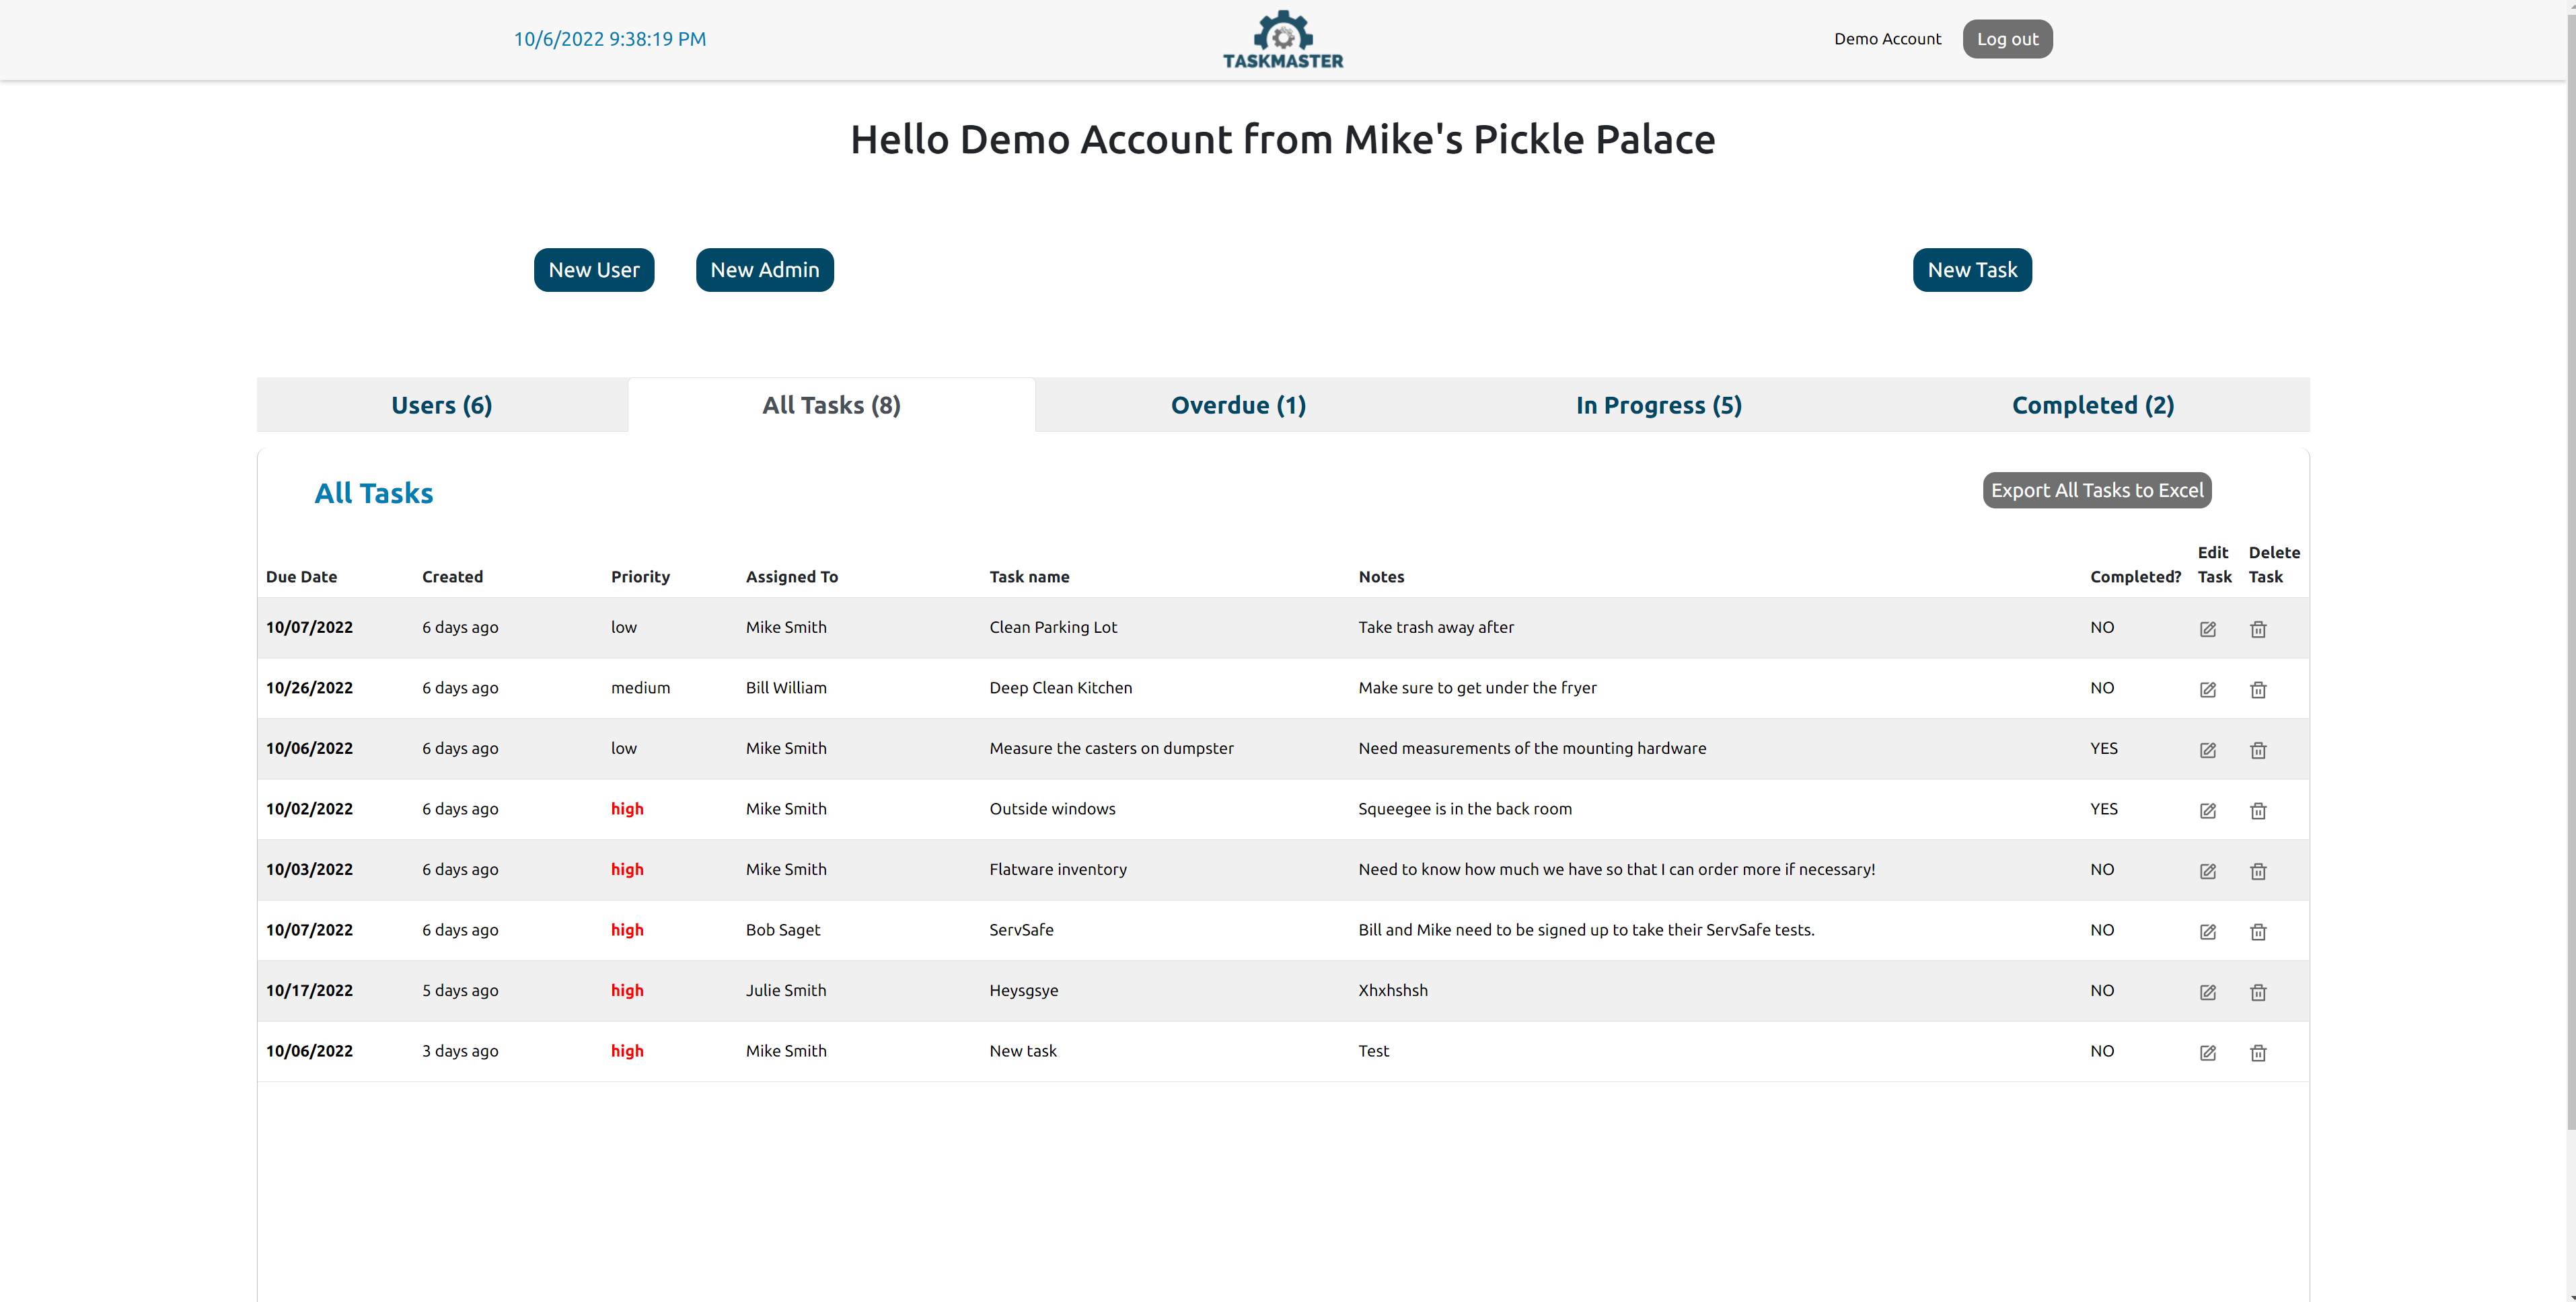 10/6/2022 9:38:19 PM
TASKMASTER
Demo Account
Log out
Hello Demo Account from Mike's Pickle Palace
New User
New Admin
New Task
Users (6)
All Tasks (8)
Overdue (1)
In Progress (5)
Completed (2)
All Tasks
Export All Tasks to Excel
Due Date Created Priority Assigned To Task name Notes Completed? Edit Task Delete Task
10/07/2022 6 days ago low Mike Smith Clean Parking Lot Take trash away after NO
10/26/2022 6 days ago medium Bill William Deep Clean Kitchen Make sure to get under the fryer NO
10/06/2022 6 days ago low Mike Smith Measure the casters on dumpster Need measurements of the mounting hardware YES
10/02/2022 6 days ago high Mike Smith Outside windows Squeegee is in the back room YES
10/03/2022 6 days ago high Mike Smith Flatware inventory Need to know how much we have so that I can order more if necessary! NO
10/07/2022 6 days ago high Bob Saget ServSafe Bill and Mike need to be signed up to take their ServSafe tests. NO
10/17/2022 5 days ago high Julie Smith Heysgsye Xhxhshsh NO
10/06/2022 3 days ago high Mike Smith New task Test NO